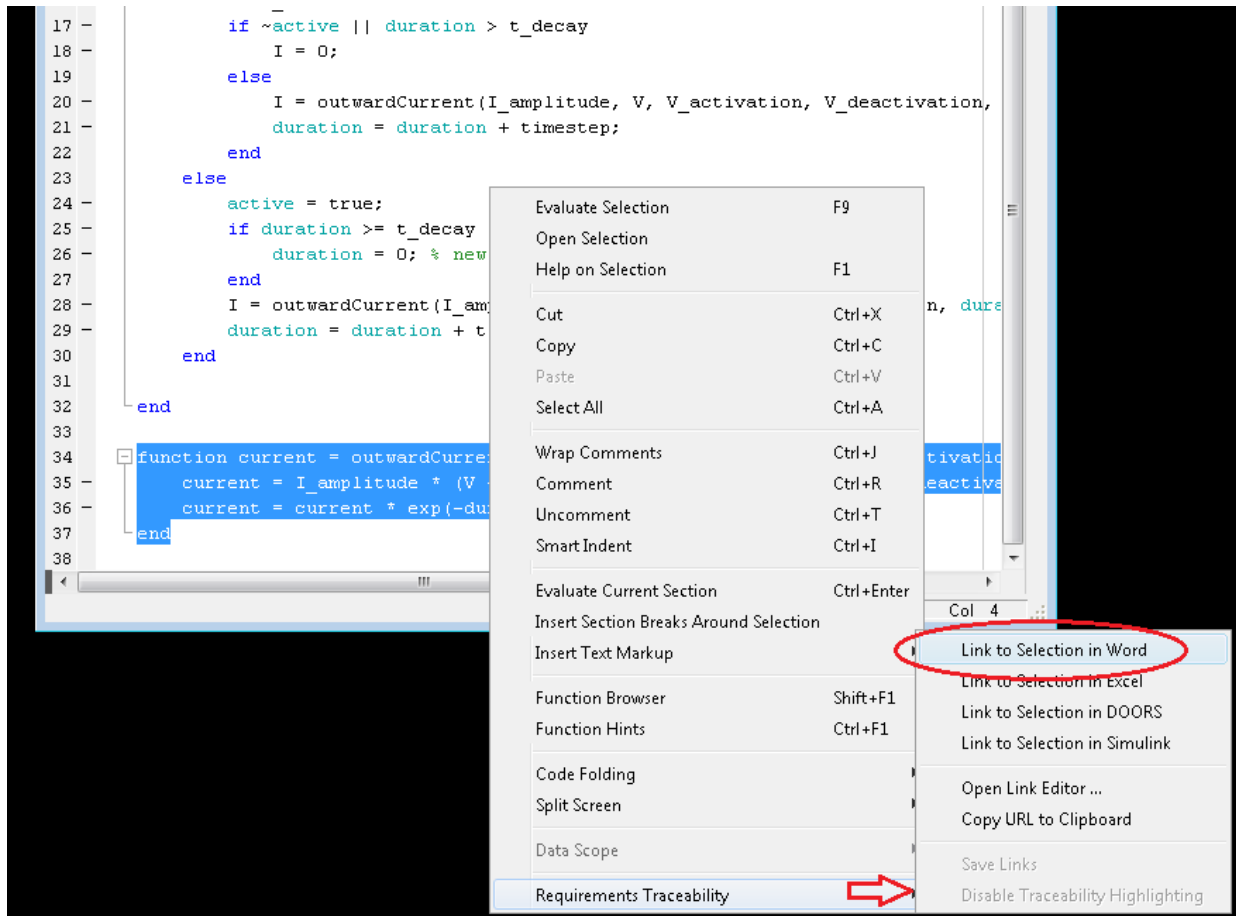 17 - if ~active || duration > t_decay
18 - I = 0;
19 else
20 - I = outwardCurrent(I_amplitude, V, V_activation, V_deactivation,
21 - duration = duration + timestep;
22 end
23 else
24 - active = true;
25 - if duration >= t_decay
26 - duration = 0; % new
27 end
28 - I = outwardCurrent(I_am n, dura
29 - duration = duration + t
30 end
31
32 end
33
34 function current = outwardCurre tivatio
35 - current = I_amplitude * (V - eactiva
36 - current = current * exp(-du
37 end
38
Col 4
Evaluate Selection F9
Open Selection
Help on Selection F1
Cut Ctrl+X
Copy Ctrl+C
Paste Ctrl+V
Select All Ctrl+A
Wrap Comments Ctrl+J
Comment Ctrl+R
Uncomment Ctrl+T
Smart Indent Ctrl+I
Evaluate Current Section Ctrl+Enter
Insert Section Breaks Around Selection
Insert Text Markup
Function Browser Shift+F1
Function Hints Ctrl+F1
Code Folding
Split Screen
Data Scope
Requirements Traceability
Link to Selection in Word
Link to Selection in Excel
Link to Selection in DOORS
Link to Selection in Simulink
Open Link Editor ...
Copy URL to Clipboard
Save Links
Disable Traceability Highlighting